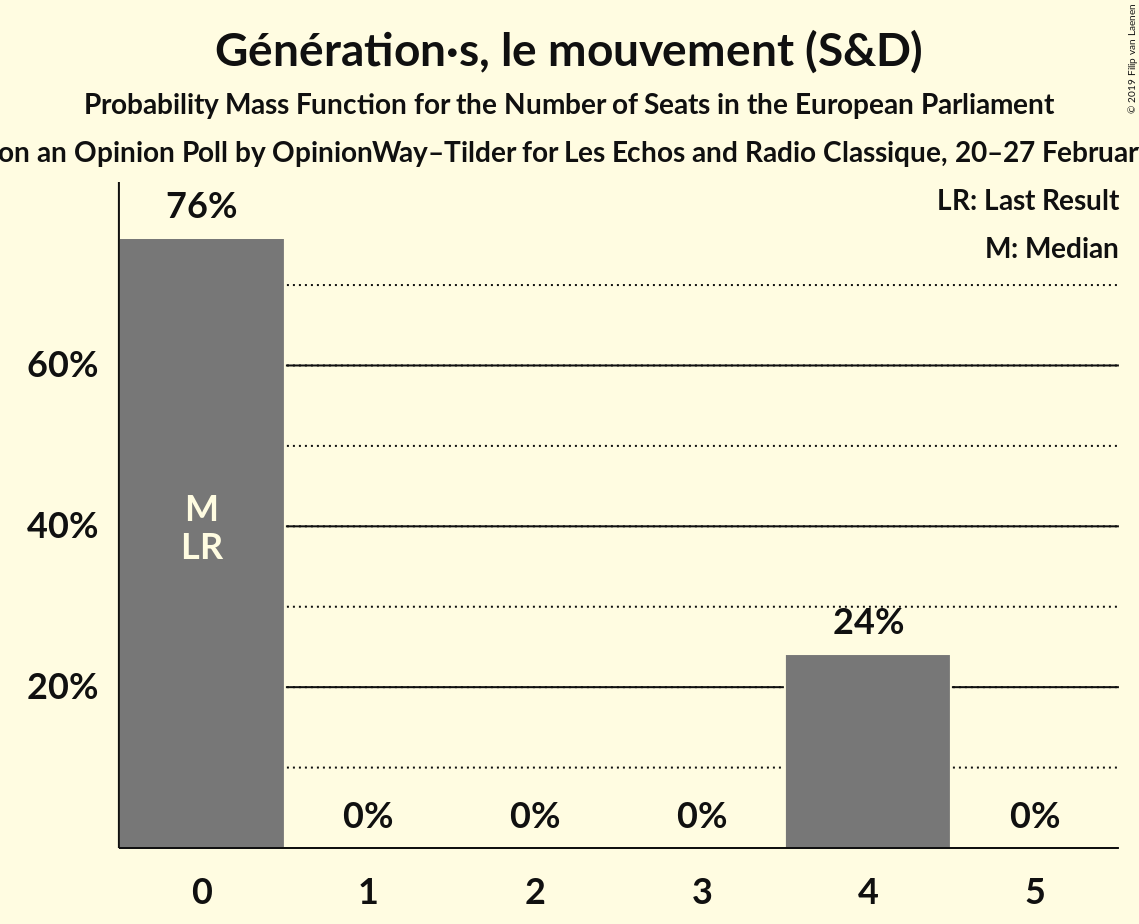 Génération·s, le mouvement (S&D)
Probability Mass Function for the Number of Seats in the European Parliament
on an Opinion Poll by OpinionWay–Tilder for Les Echos and Radio Classique, 20–27 Februar
© 2019 Filip van Laenen
LR: Last Result
M: Median
76%
60%
40%
20%
M
LR
24%
0%
0%
0%
0%
0
1
2
3
4
5